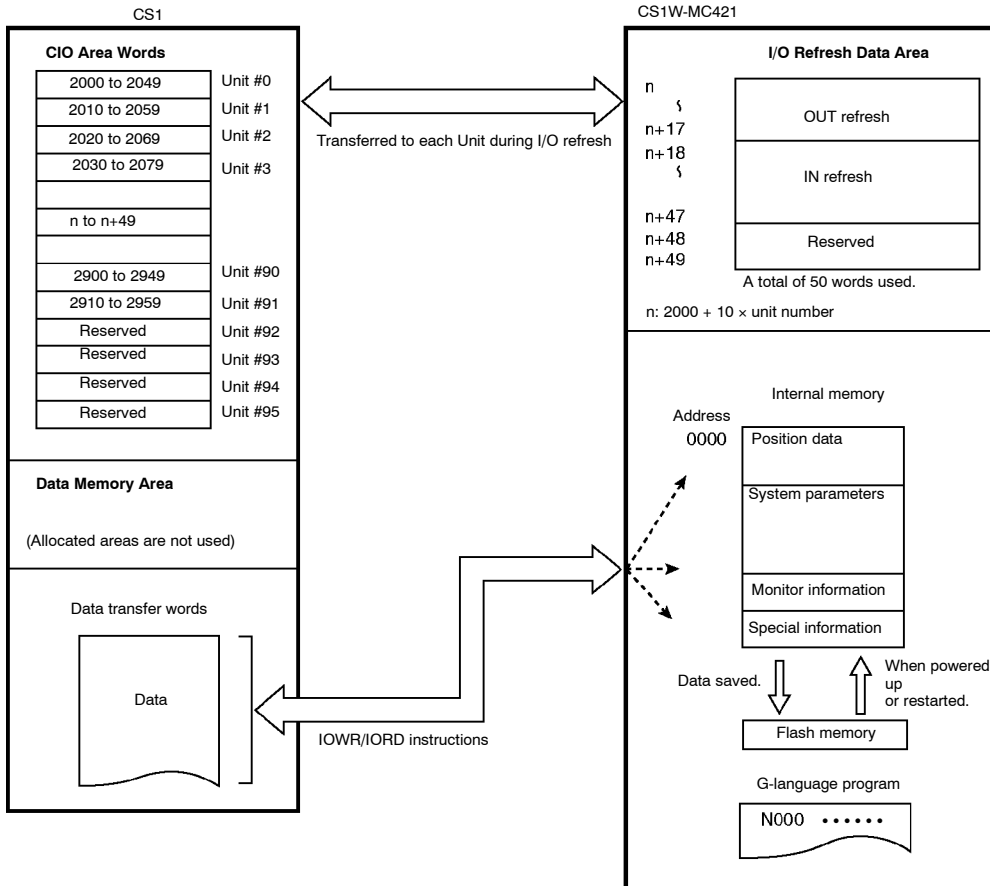 CS1
CIO Area Words
2000 to 2049 Unit #0
2010 to 2059 Unit #1
2020 to 2069 Unit #2
2030 to 2079 Unit #3
n to n+49
2900 to 2949 Unit #90
2910 to 2959 Unit #91
Reserved Unit #92
Reserved Unit #93
Reserved Unit #94
Reserved Unit #95
Data Memory Area
(Allocated areas are not used)
Data transfer words
Data
Transferred to each Unit during I/O refresh
IOWR/IORD instructions
CS1W-MC421
I/O Refresh Data Area
n
n+17
OUT refresh
n+18
IN refresh
n+47
n+48
Reserved
n+49
A total of 50 words used.
n: 2000 + 10 × unit number
Internal memory
Address
0000
Position data
System parameters
Monitor information
Special information
Data saved.
When powered
up
or restarted.
Flash memory
G-language program
N000 ••••••